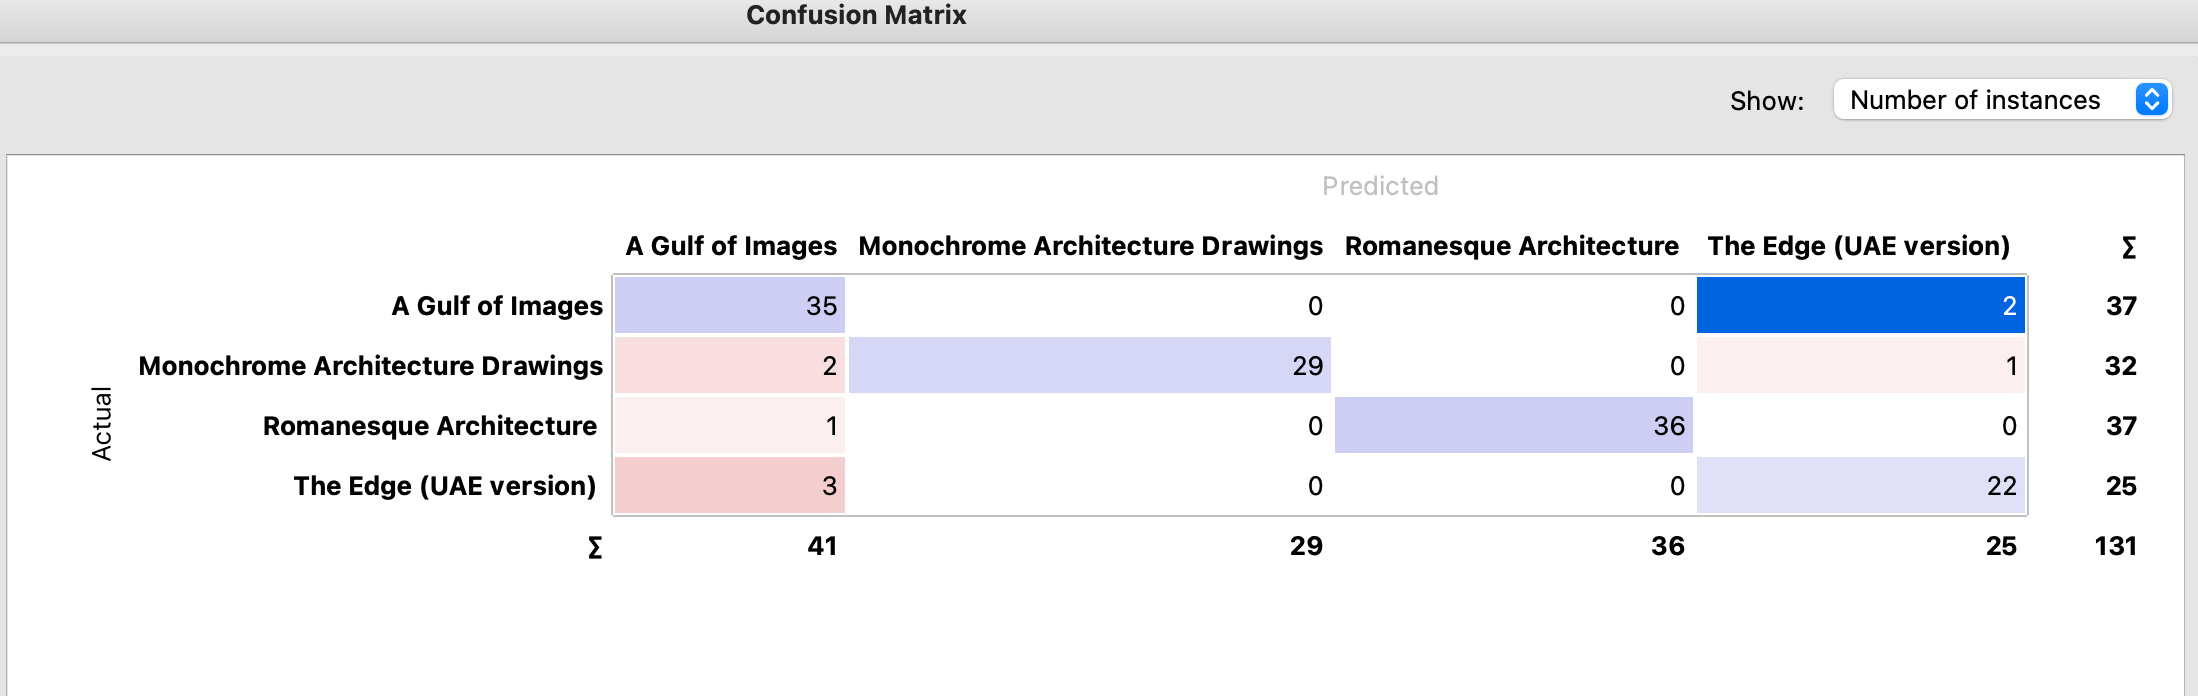 Confusion Matrix
Show: Number of instances
Predicted
A Gulf of Images Monochrome Architecture Drawings Romanesque Architecture The Edge (UAE version) Σ
A Gulf of Images 35 0 0 2 37
Monochrome Architecture Drawings 2 29 0 1 32
Actual
Romanesque Architecture 1 0 36 0 37
The Edge (UAE version) 3 0 0 22 25
Σ 41 29 36 25 131